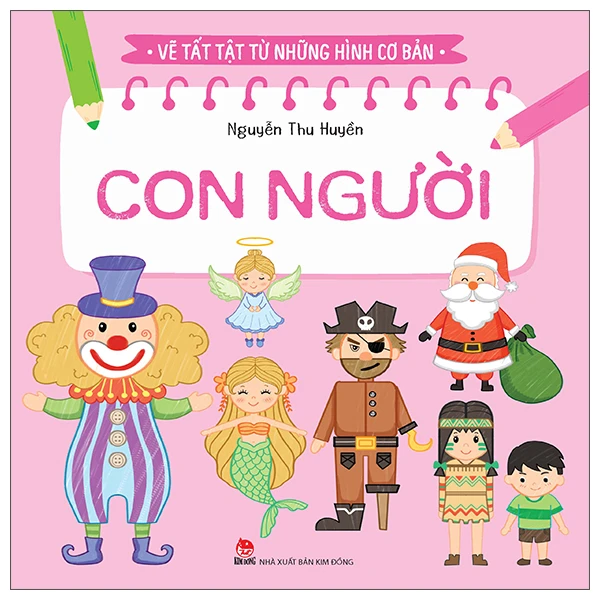 • VẼ TẤT TẬT TỪ NHỮNG HÌNH CƠ BẢN •
Nguyễn Thu Huyền
CON NGƯỜI
KIM ĐỒNG
NHÀ XUẤT BẢN KIM ĐỒNG